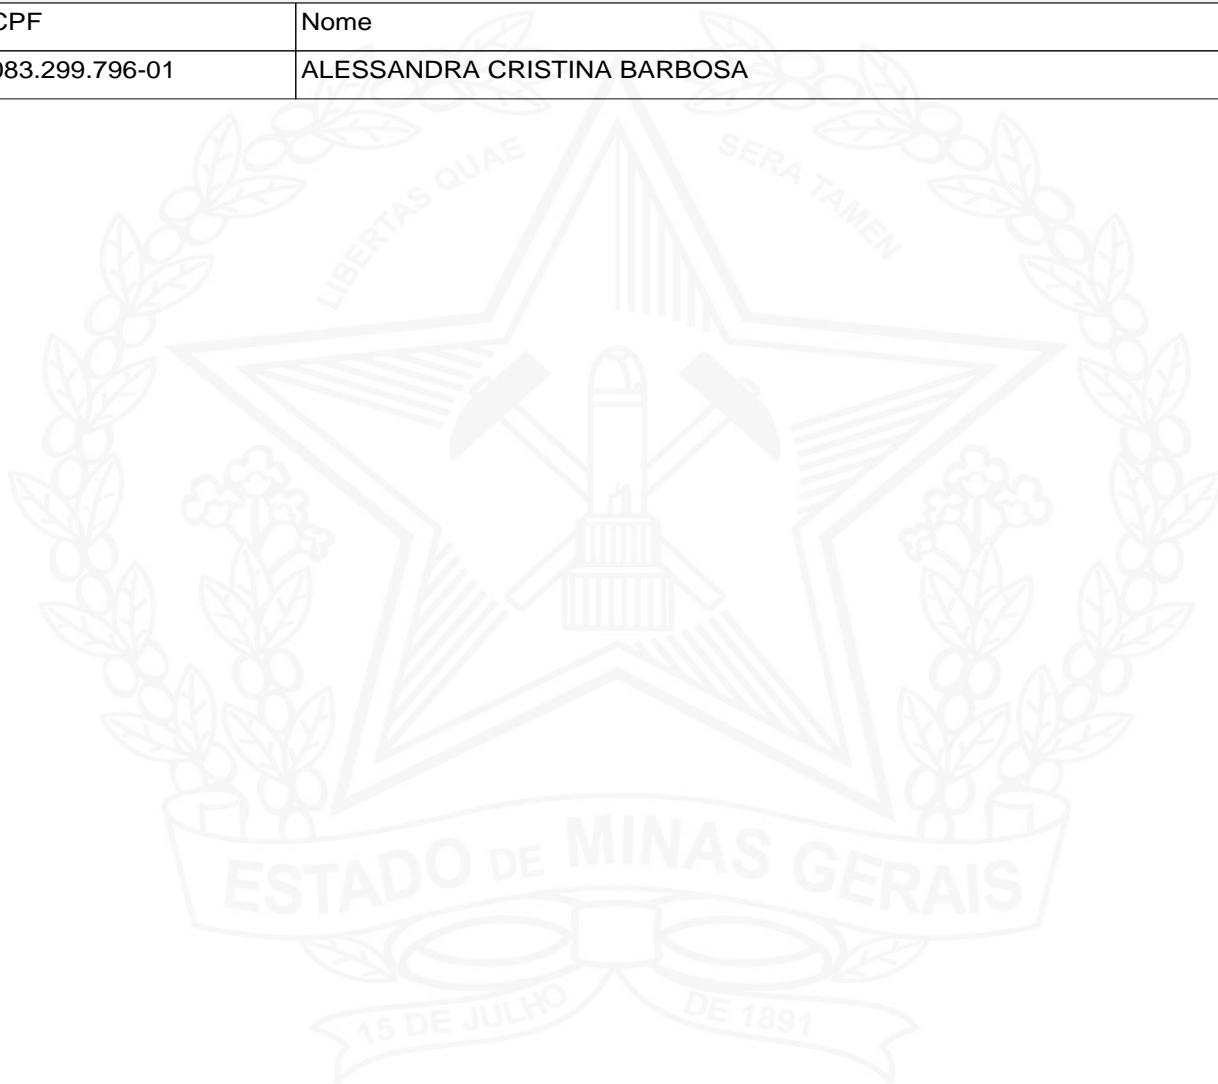 CPF Nome
083.299.796-01 ALESSANDRA CRISTINA BARBOSA
LIBERTAS QUAE SERA TAMEN
ESTADO DE MINAS GERAIS
15 DE JULHO DE 1891